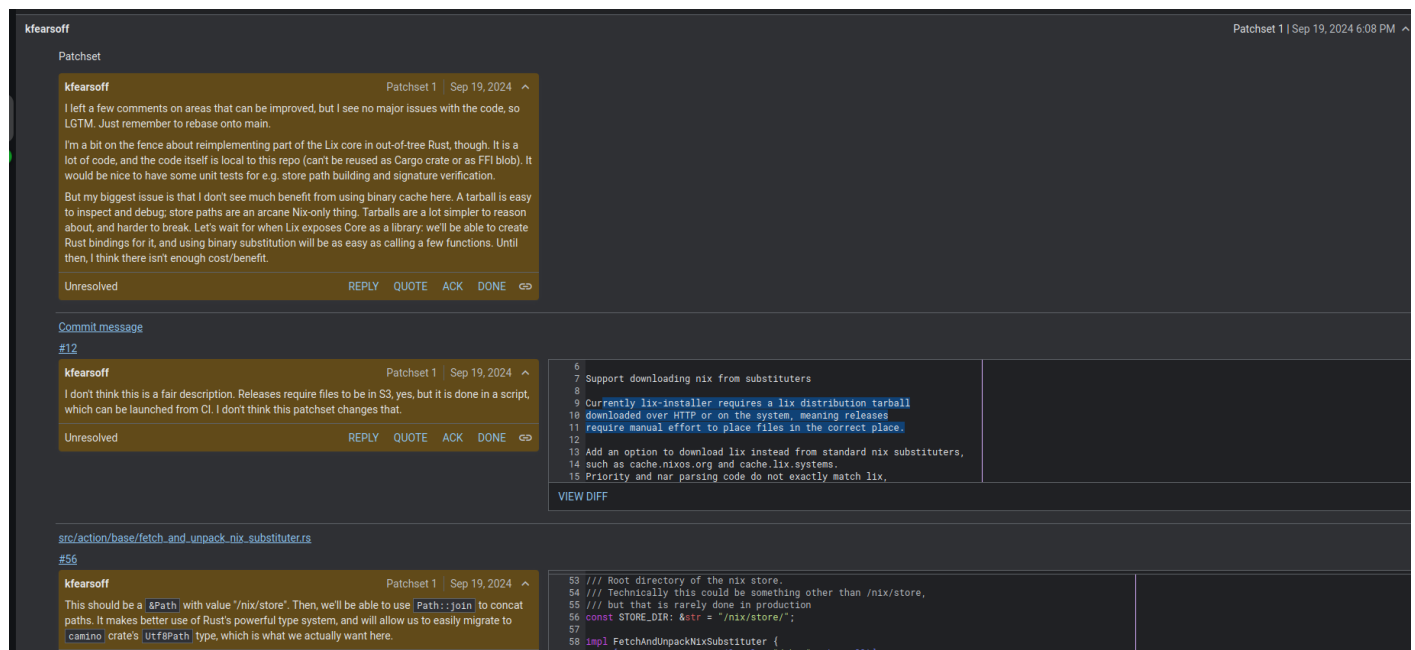 kfearsoff
Patchset 1 | Sep 19, 2024 6:08 PM
Patchset
kfearsoff
Patchset 1 | Sep 19, 2024
I left a few comments on areas that can be improved, but I see no major issues with the code, so
LGTM. Just remember to rebase onto main.
I'm a bit on the fence about reimplementing part of the Lix core in out-of-tree Rust, though. It is a
lot of code, and the code itself is local to this repo (can't be reused as Cargo crate or as FFI blob). It
would be nice to have some unit tests for e.g. store path building and signature verification.
But my biggest issue is that I don't see much benefit from using binary cache here. A tarball is easy
to inspect and debug; store paths are an arcane Nix-only thing. Tarballs are a lot simpler to reason
about, and harder to break. Let's wait for when Lix exposes Core as a library: we'll be able to create
Rust bindings for it, and using binary substitution will be as easy as calling a few functions. Until
then, I think there isn't enough cost/benefit.
Unresolved
REPLY QUOTE ACK DONE
Commit message
#12
kfearsoff
Patchset 1 | Sep 19, 2024
I don't think this is a fair description. Releases require files to be in S3, yes, but it is done in a script,
which can be launched from CI. I don't think this patchset changes that.
Unresolved
REPLY QUOTE ACK DONE
6
7 Support downloading nix from substituters
8
9 Currently lix-installer requires a lix distribution tarball
10 downloaded over HTTP or on the system, meaning releases
11 require manual effort to place files in the correct place.
12
13 Add an option to download lix instead from standard nix substituters,
14 such as cache.nixos.org and cache.lix.systems.
15 Priority and nar parsing code do not exactly match lix,
VIEW DIFF
src/action/base/fetch_and_unpack_nix_substituter.rs
#56
kfearsoff
Patchset 1 | Sep 19, 2024
This should be a &Path with value "/nix/store". Then, we'll be able to use Path::join to concat
paths. It makes better use of Rust's powerful type system, and will allow us to easily migrate to
camino crate's Utf8Path type, which is what we actually want here.
53 /// Root directory of the nix store.
54 /// Technically this could be something other than /nix/store,
55 /// but that is rarely done in production
56 const STORE_DIR: &str = "/nix/store/";
57
58 impl FetchAndUnpackNixSubstituter {